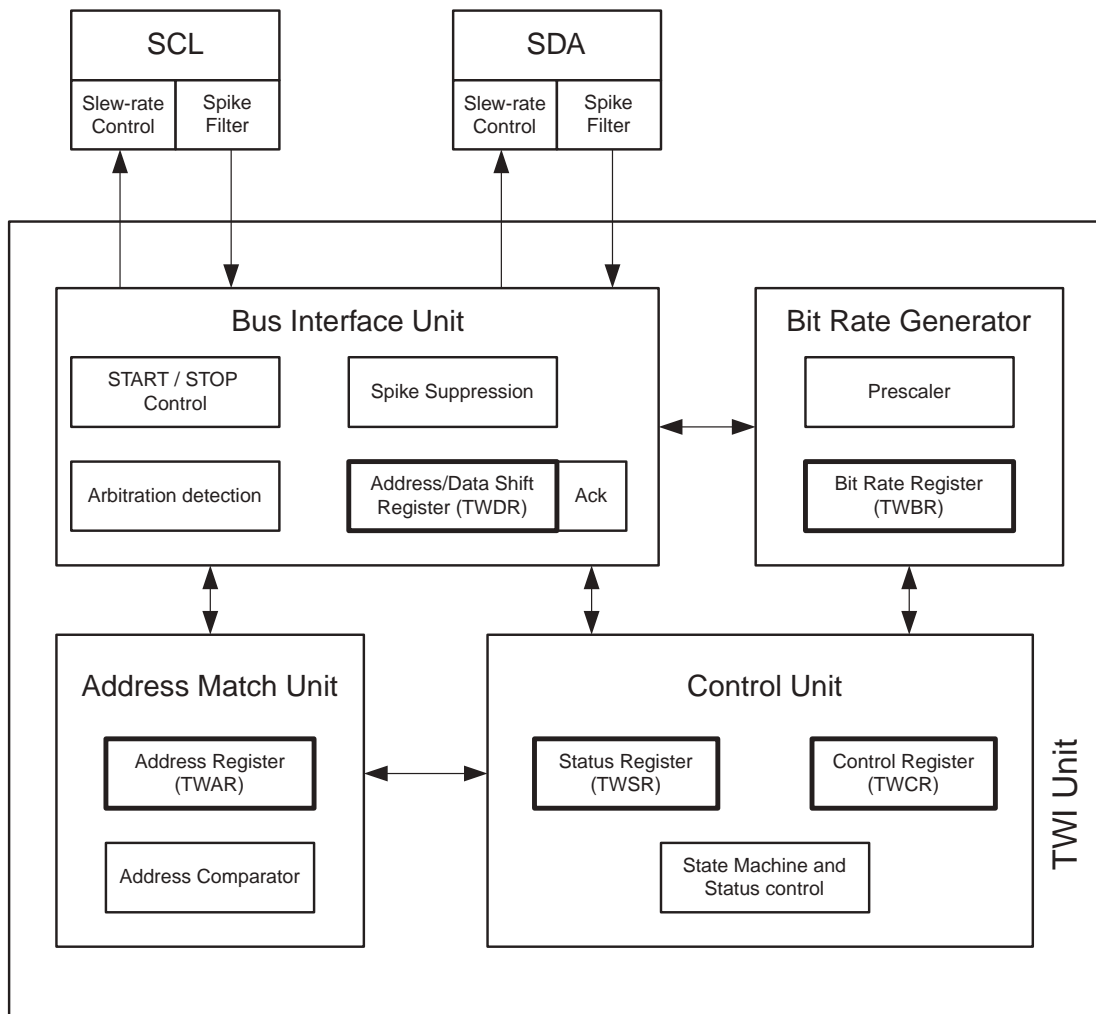 SCL
Slew-rate
Control
Spike
Filter
SDA
Slew-rate
Control
Spike
Filter
Bus Interface Unit
START / STOP
Control
Spike Suppression
Arbitration detection
Address/Data Shift
Register (TWDR)
Ack
Bit Rate Generator
Prescaler
Bit Rate Register
(TWBR)
Address Match Unit
Address Register
(TWAR)
Address Comparator
Control Unit
Status Register
(TWSR)
Control Register
(TWCR)
State Machine and
Status control
TWI Unit